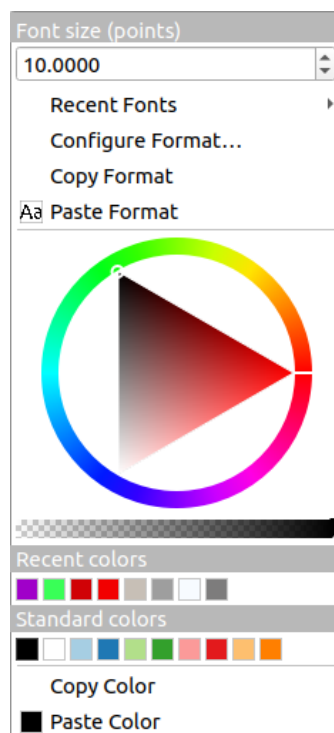 Font size (points)
10.0000
Recent Fonts
Configure Format…
Copy Format
Aa Paste Format
Recent colors
Standard colors
Copy Color
Paste Color